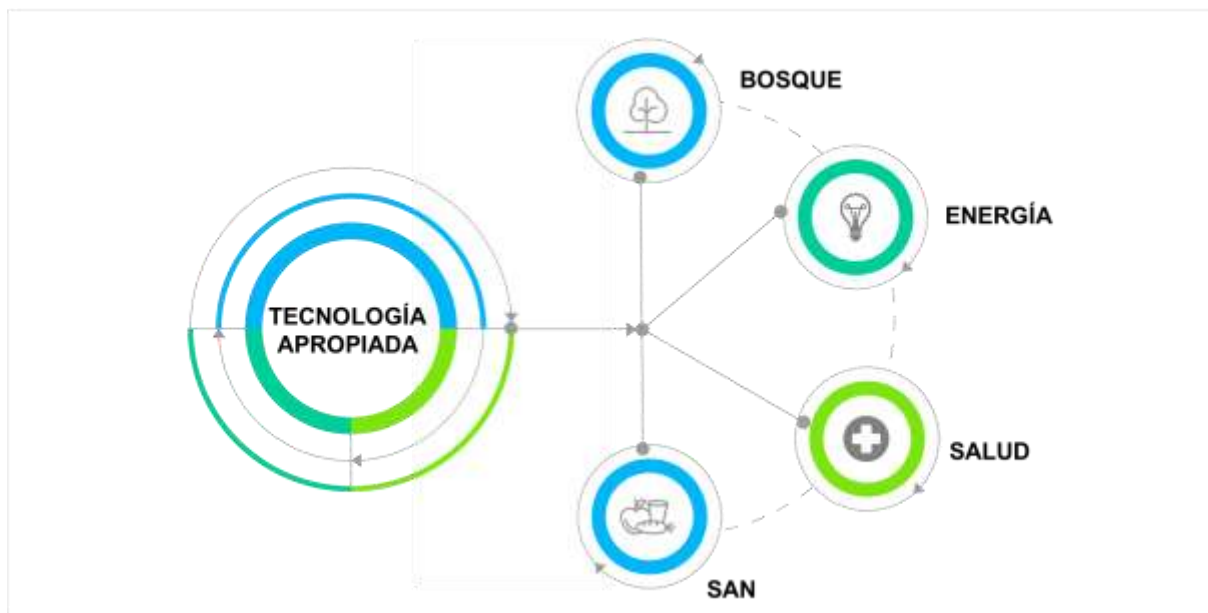 BOSQUE
ENERGÍA
TECNOLOGÍA
APROPIADA
SALUD
SAN